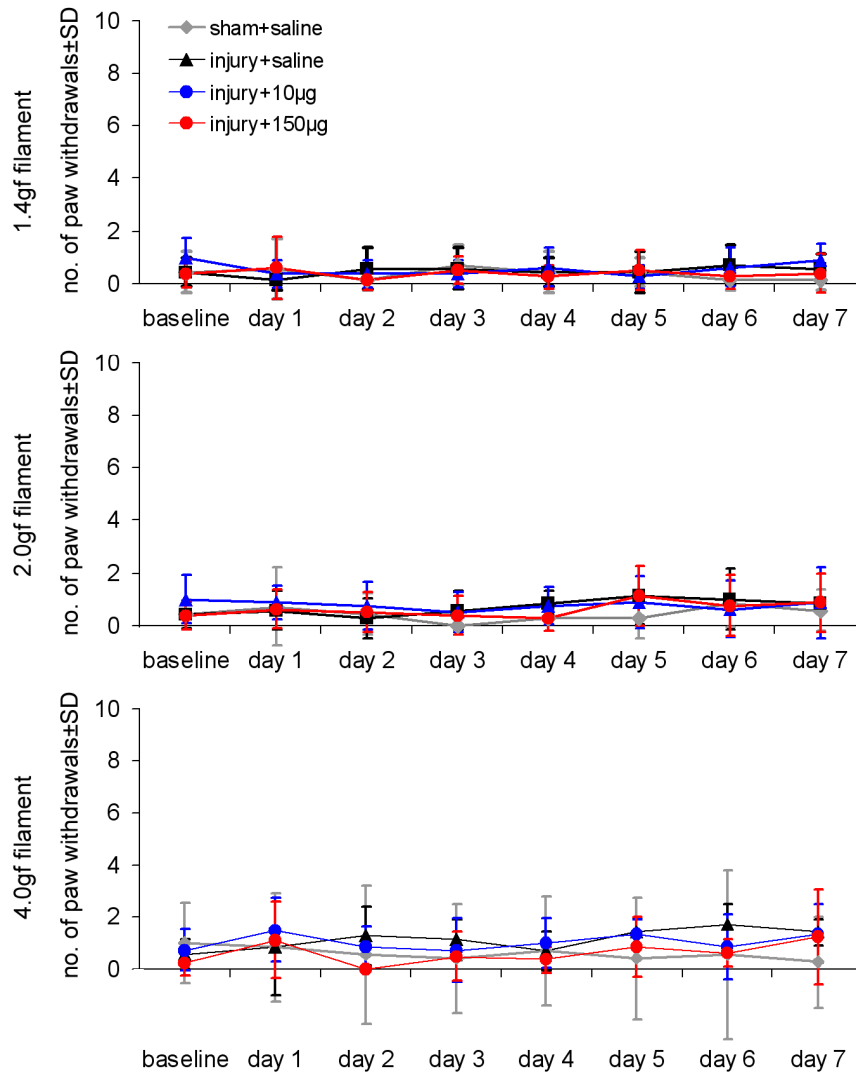 1.4gf filament
no. of paw withdrawals±SD
10
8
6
4
2
0
sham+saline
injury+saline
injury+10µg
injury+150µg
baseline day 1 day 2 day 3 day 4 day 5 day 6 day 7
2.0gf filament
no. of paw withdrawals±SD
10
8
6
4
2
0
baseline day 1 day 2 day 3 day 4 day 5 day 6 day 7
4.0gf filament
no. of paw withdrawals±SD
10
8
6
4
2
0
baseline day 1 day 2 day 3 day 4 day 5 day 6 day 7